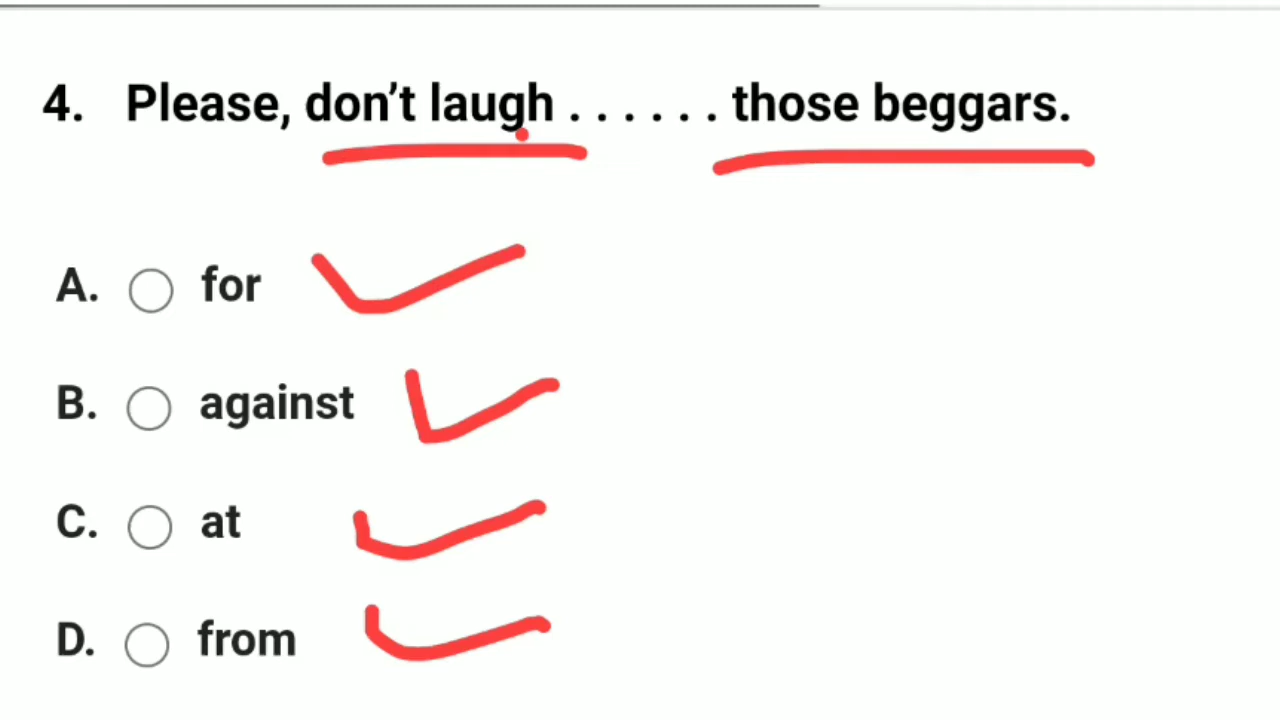 4. Please, don't laugh . . . . . . those beggars.
A. for
B. against
C. at
D. from